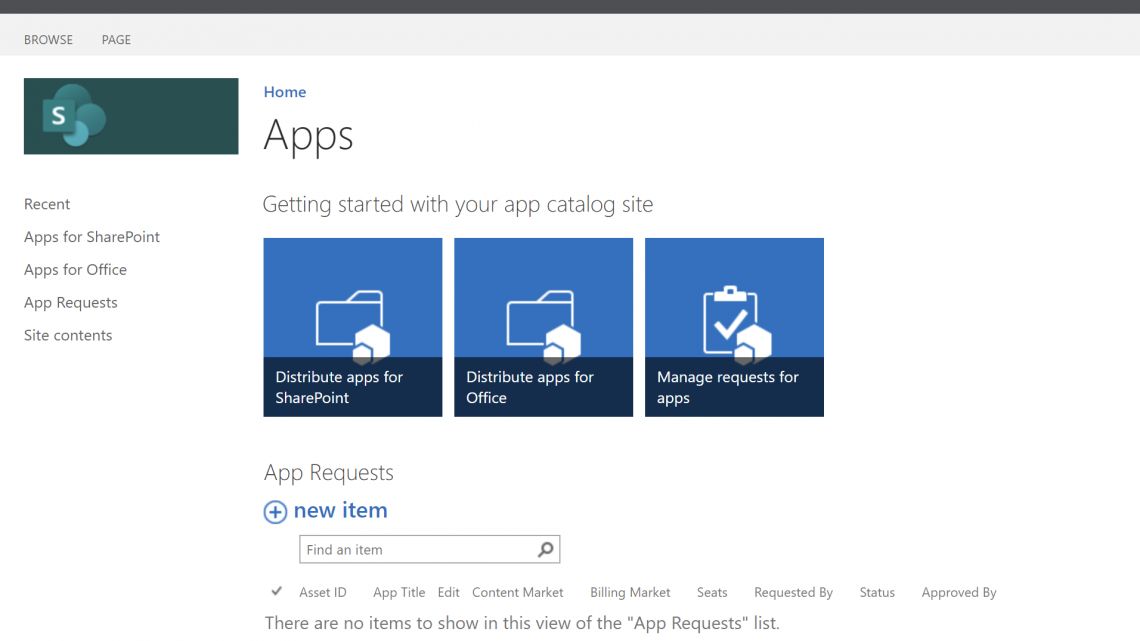 BROWSE PAGE
S
Home
Apps
Recent
Apps for SharePoint
Apps for Office
App Requests
Site contents
Getting started with your app catalog site
Distribute apps for
SharePoint
Distribute apps for
Office
Manage requests for
apps
App Requests
new item
Find an item
Asset ID App Title Edit Content Market Billing Market Seats Requested By Status Approved By
There are no items to show in this view of the "App Requests" list.